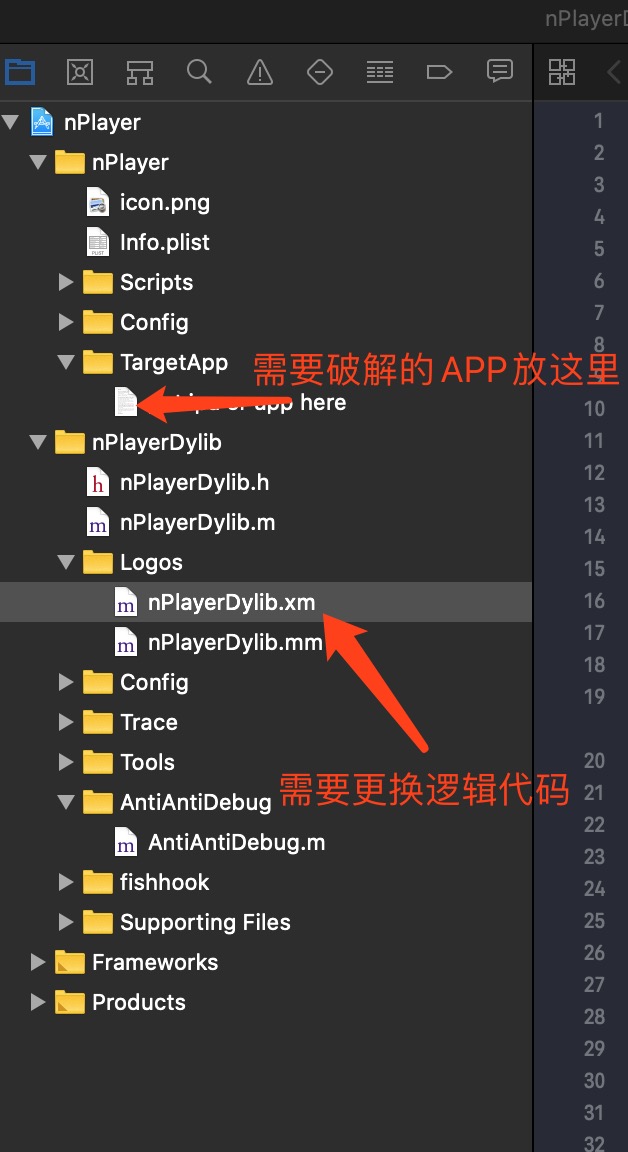 nPlayerD
nPlayer
nPlayer
icon.png
Info.plist
Scripts
Config
TargetApp
需要破解的APP放这里
app here
nPlayerDylib
nPlayerDylib.h
nPlayerDylib.m
Logos
nPlayerDylib.xm
nPlayerDylib.mm
Config
Trace
Tools
AntiAntiDebug
需要更换逻辑代码
AntiAntiDebug.m
fishhook
Supporting Files
Frameworks
Products
1
2
3
4
5
6
7
8
10
11
12
13
14
15
16
17
18
19
20
21
22
23
24
25
26
27
28
29
30
31
32